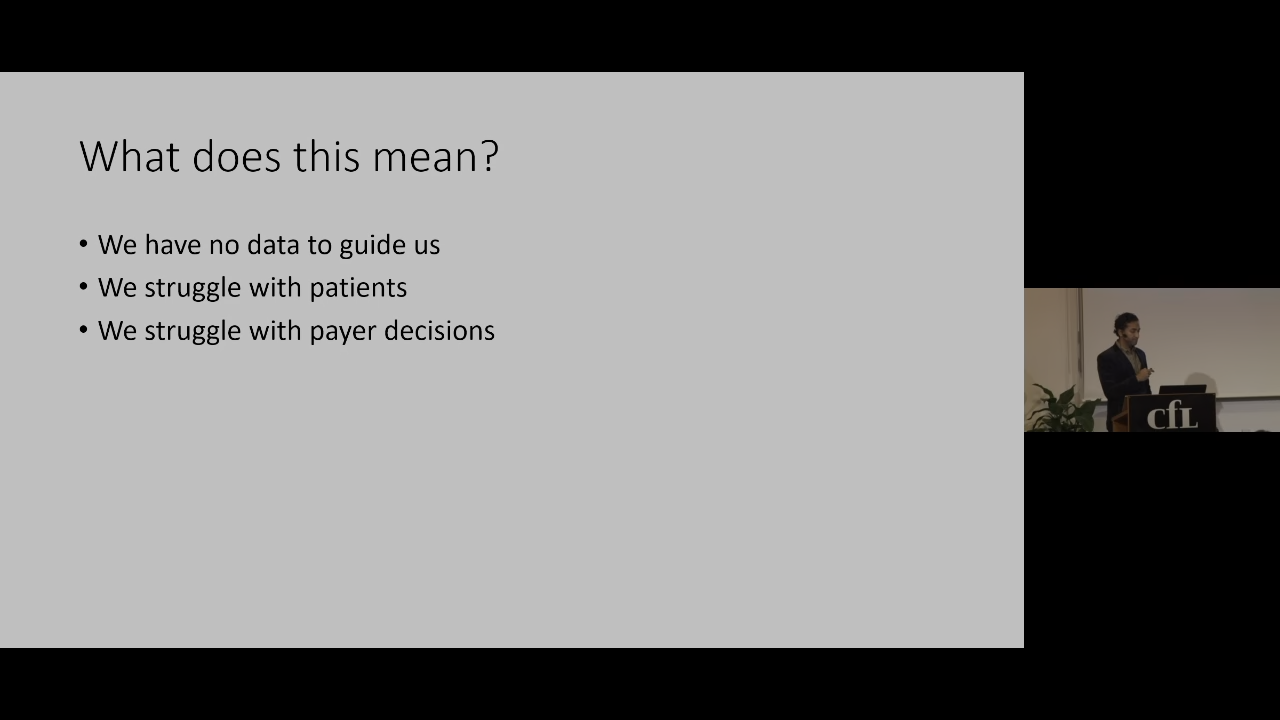 What does this mean?
• We have no data to guide us
• We struggle with patients
• We struggle with payer decisions
cfL